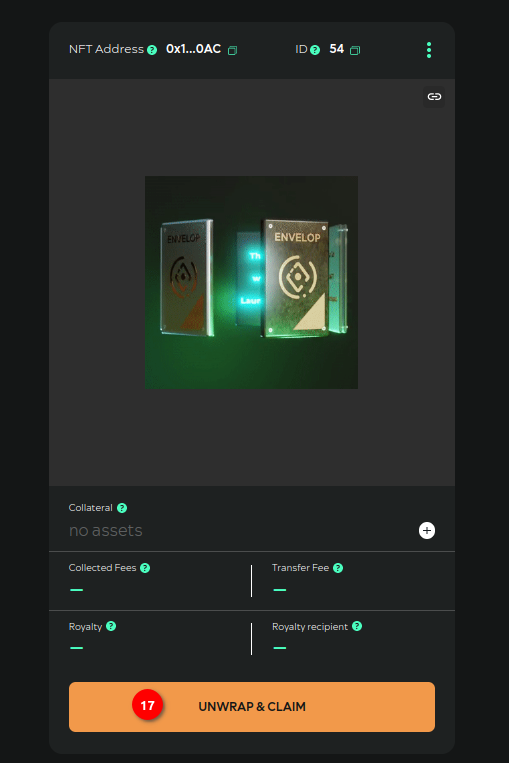 NFT Address ? 0x1...0AC
ID ? 54
ENVELOP
ENVELOP
Th
w
Laun
Collateral ?
no assets
Collected Fees ?
Transfer Fee ?
Royalty ?
Royalty recipient ?
17
UNWRAP & CLAIM